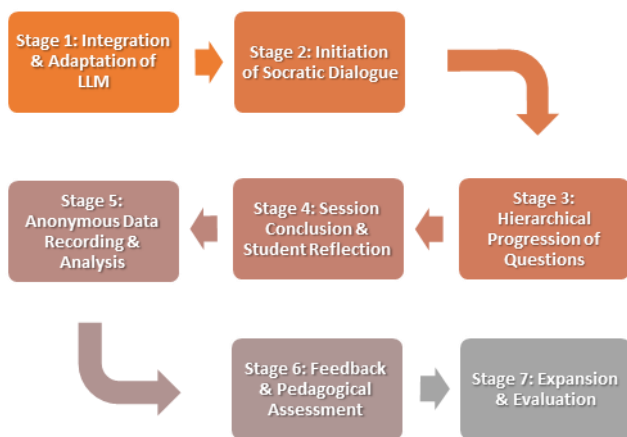 Stage 1: Integration
& Adaptation of
LLM
Stage 2: Initiation
of Socratic Dialogue
Stage 3:
Hierarchical
Progression of
Questions
Stage 4: Session
Conclusion &
Student Reflection
Stage 5:
Anonymous Data
Recording &
Analysis
Stage 6: Feedback
& Pedagogical
Assessment
Stage 7: Expansion
& Evaluation